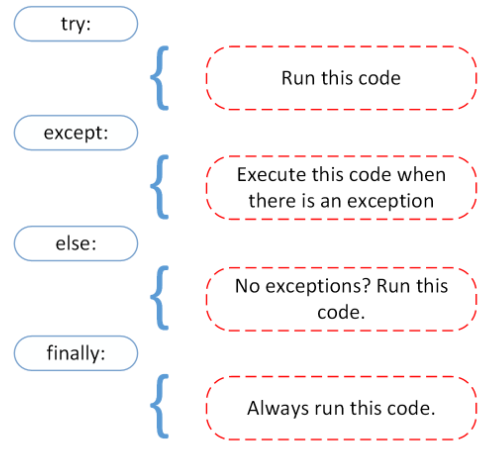 try:
Run this code
except:
Execute this code when
there is an exception
else:
No exceptions? Run this
code.
finally:
Always run this code.